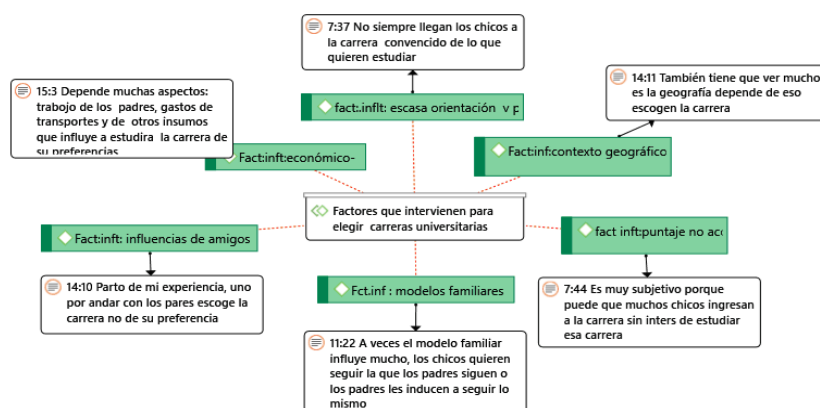 7:37 No siempre llegan los chicos a
la carrera convencido de lo que
quieren estudiar
14:11 También tiene que ver mucho
es la geografía depende de eso
escogen la carrera
15:3 Depende muchas aspectos:
trabajo de los padres, gastos de
transportes y de otros insumos
que influye a estudira la carrera de
su preferencias
fact:.inflt: escasa orientación v p
Fact:inf:contexto geográfico
Fact:inft:económico-
Factores que intervienen para
elegir carreras universitarias
Fact:inft: influencias de amigos
fact inft:puntaje no acc
14:10 Parto de mi experiencia, uno
por andar con los pares escoge la
carrera no de su preferencia
Fct.inf : modelos familiares
7:44 Es muy subjetivo porque
puede que muchos chicos ingresan
a la carrera sin inters de estudiar
esa carrera
11:22 A veces el modelo familiar
influye mucho, los chicos quieren
seguir la que los padres siguen o
los padres les inducen a seguir lo
mismo